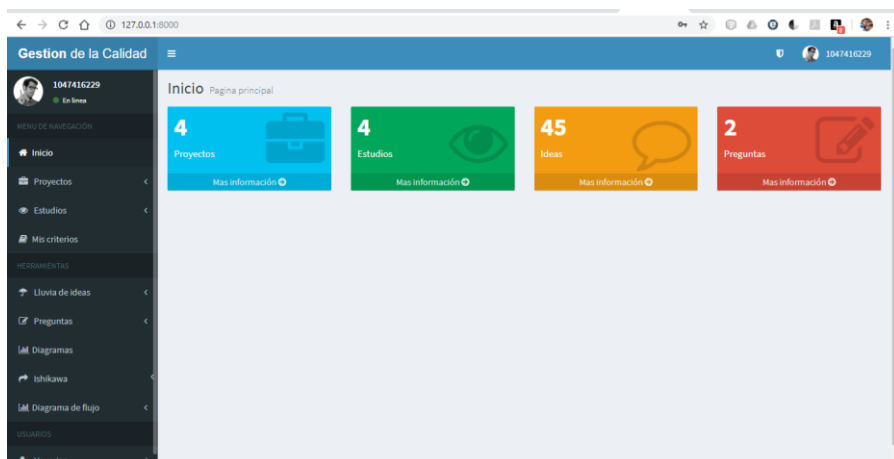 127.0.0.1:8000
Gestion de la Calidad
1047416229
1047416229
En linea
MENU DE NAVEGACIÓN
Inicio
Proyectos
Estudios
Mis criterios
HERRAMIENTAS
Lluvia de ideas
Preguntas
Diagramas
Ishikawa
Diagrama de flujo
USUARIOS
Inicio Pagina principal
4
Proyectos
Mas información
4
Estudios
Mas información
45
Ideas
Mas información
2
Preguntas
Mas información